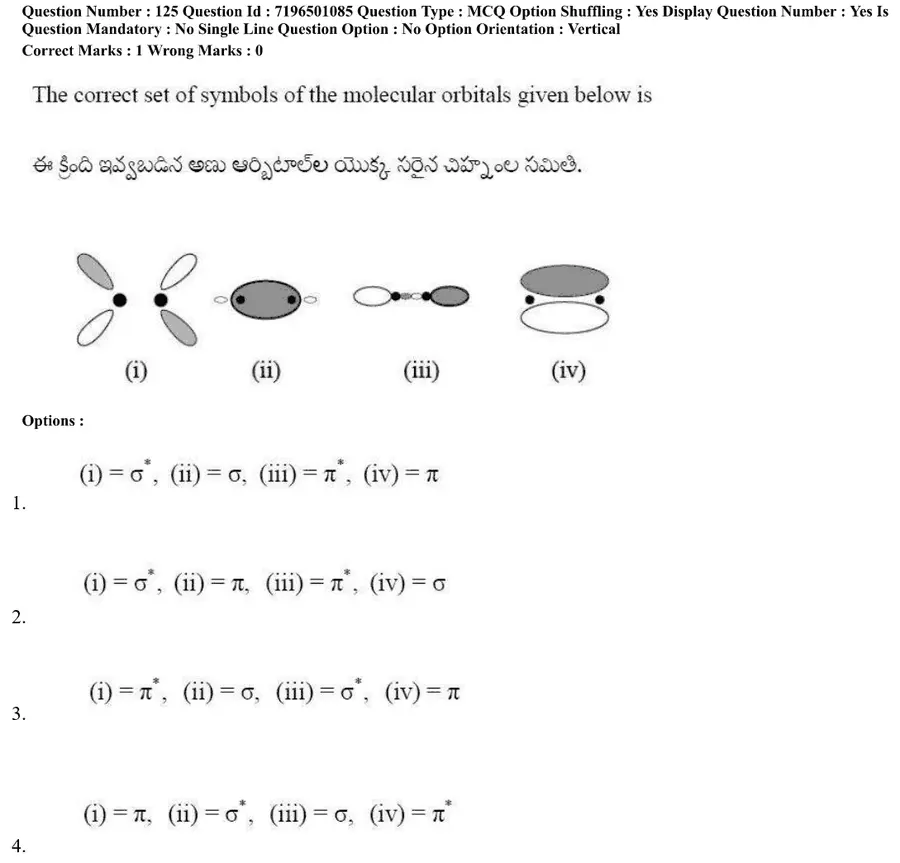 Question Number : 125 Question Id : 7196501085 Question Type : MCQ Option Shuffling : Yes Display Question Number : Yes Is
Question Mandatory : No Single Line Question Option : No Option Orientation : Vertical
Correct Marks : 1 Wrong Marks : 0
The correct set of symbols of the molecular orbitals given below is
ఈ క్రింది ఇవ్వబడిన అణు ఆర్బిటాల్‌ల యొక్క సరైన చిహ్నంల సమితి.
(i) (ii) (iii) (iv)
Options :
(i) = σ*, (ii) = σ, (iii) = π*, (iv) = π
1.
(i) = σ*, (ii) = π, (iii) = π*, (iv) = σ
2.
(i) = π*, (ii) = σ, (iii) = σ*, (iv) = π
3.
(i) = π, (ii) = σ*, (iii) = σ, (iv) = π*
4.